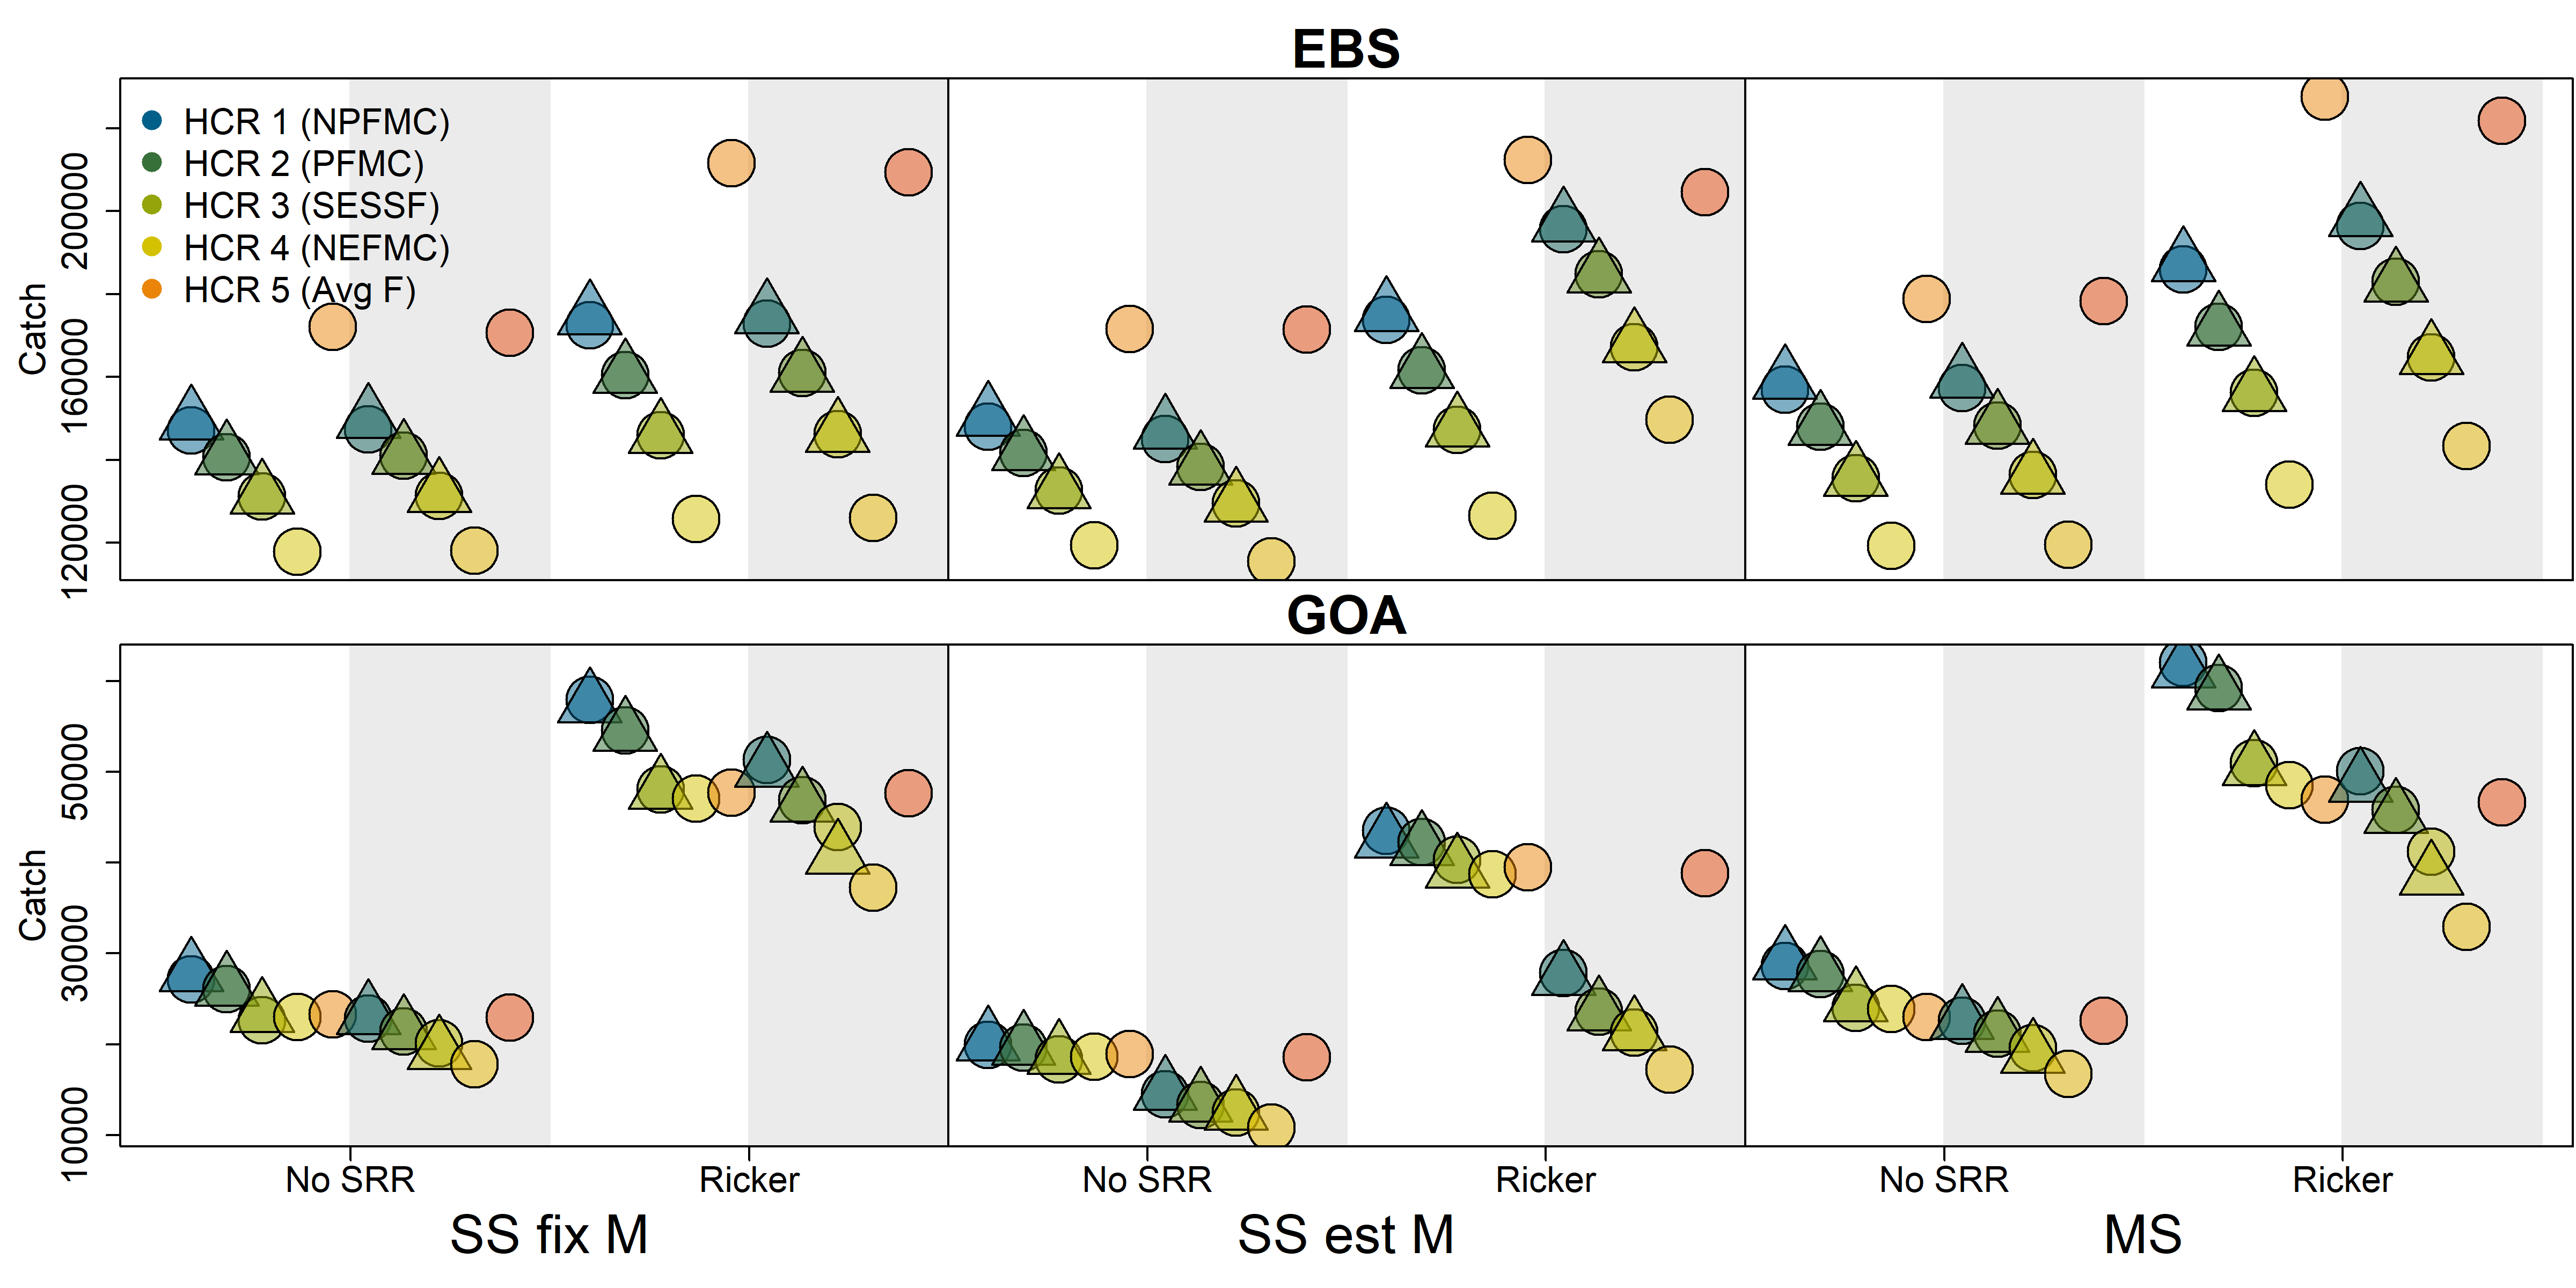 EBS
HCR 1 (NPFMC)
HCR 2 (PFMC)
HCR 3 (SESSF)
HCR 4 (NEFMC)
HCR 5 (Avg F)
Catch
200000
160000
120000
GOA
Catch
50000
30000
10000
No SRR Ricker No SRR Ricker No SRR Ricker
SS fix M SS est M MS